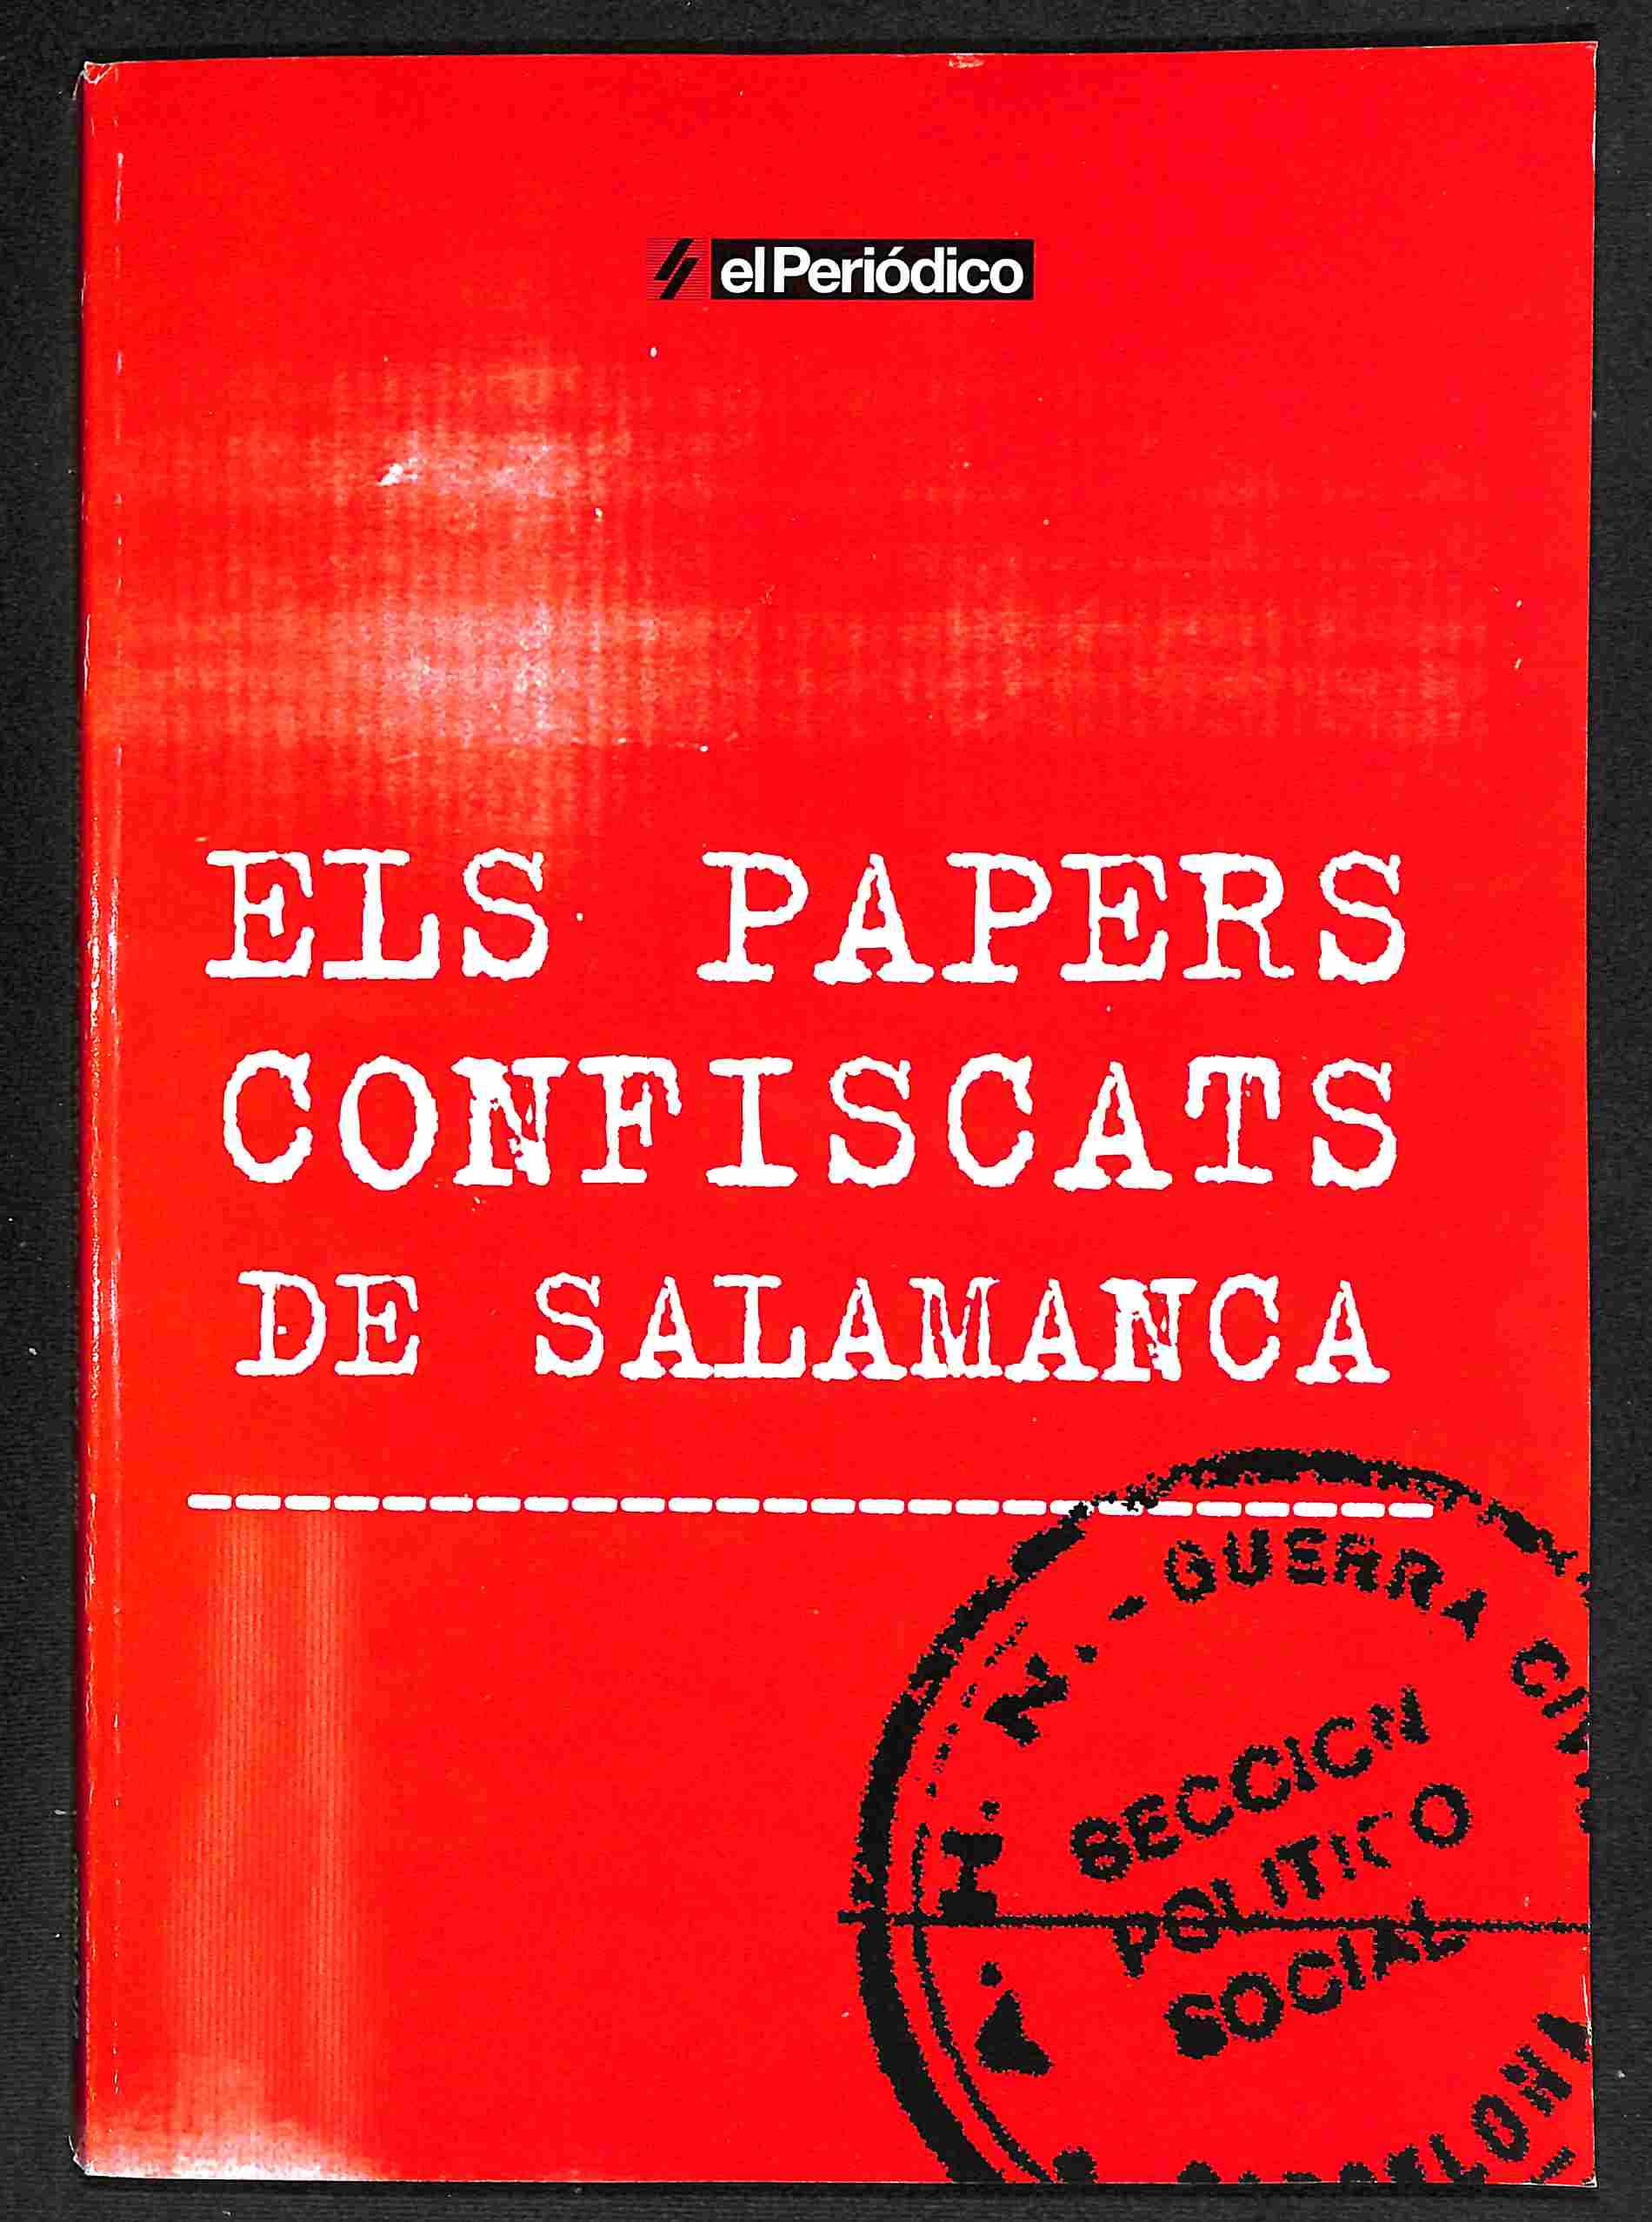 el Periódico
ELS PAPERS
CONFISCATS
DE SALAMANCA
A. H. N. - GUERRA
SECCION
POLITICO
SOCIAL